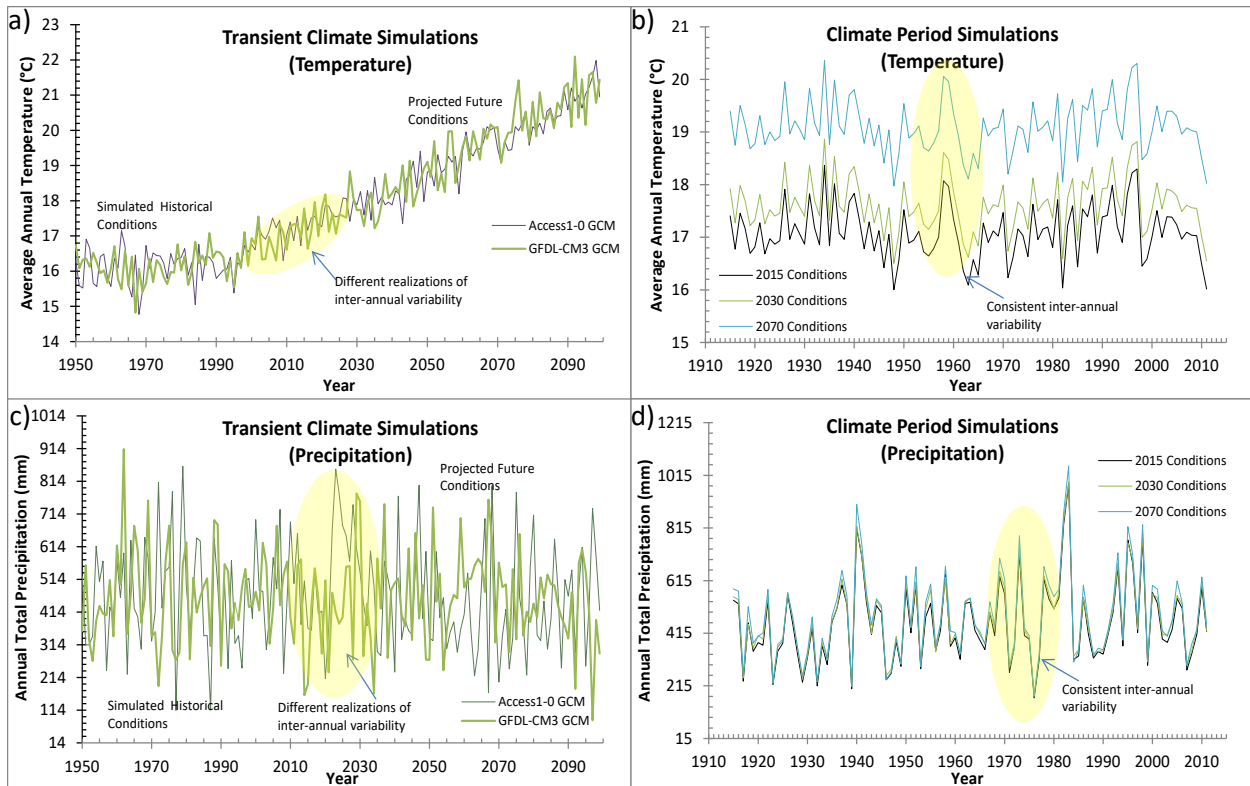 a)
Transient Climate Simulations
(Temperature)
Average Annual Temperature (°C)
23
22
21
20
19
18
17
16
15
14
13
Projected Future
Conditions
Simulated Historical
Conditions
Access1-0 GCM
GFDL-CM3 GCM
Different realizations of
inter-annual variability
1950 1970 1990 2010 2030 2050 2070 2090
Year
b)
Climate Period Simulations
(Temperature)
Average Annual Temperature (°C)
21
20
19
18
17
16
15
2015 Conditions
2030 Conditions
2070 Conditions
Consistent inter-annual
variability
1910 1920 1930 1940 1950 1960 1970 1980 1990 2000 2010
Year
c)
Transient Climate Simulations
(Precipitation)
Annual Total Precipitation (mm)
1014
914
814
714
614
514
414
314
214
114
14
Projected Future
Conditions
Simulated Historical
Conditions
Different realizations of
inter-annual variability
Access1-0 GCM
GFDL-CM3 GCM
1950 1970 1990 2010 2030 2050 2070 2090
Year
d)
Climate Period Simulations
(Precipitation)
Annual Total Preicpitation (mm)
1215
1015
815
615
415
215
15
2015 Conditions
2030 Conditions
2070 Conditions
Consistent inter-annual
variability
1910 1920 1930 1940 1950 1960 1970 1980 1990 2000 2010
Year